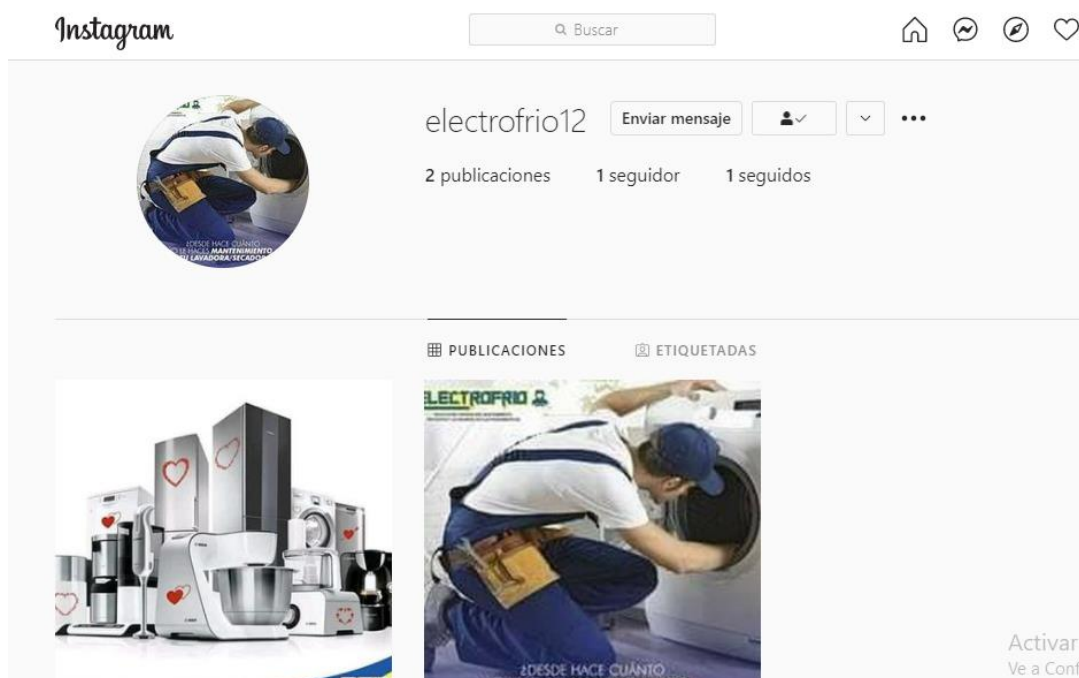 Instagram
Buscar
electrofrio12
Enviar mensaje
2 publicaciones 1 seguidor 1 seguidos
¿DESDE HACE CUÁNTO
MANTENIMIENTO
LAVADORA/SECADOR
PUBLICACIONES
ETIQUETADAS
ELECTROFRIO
¿DESDE HACE CUÁNTO
Activar
Ve a Conf